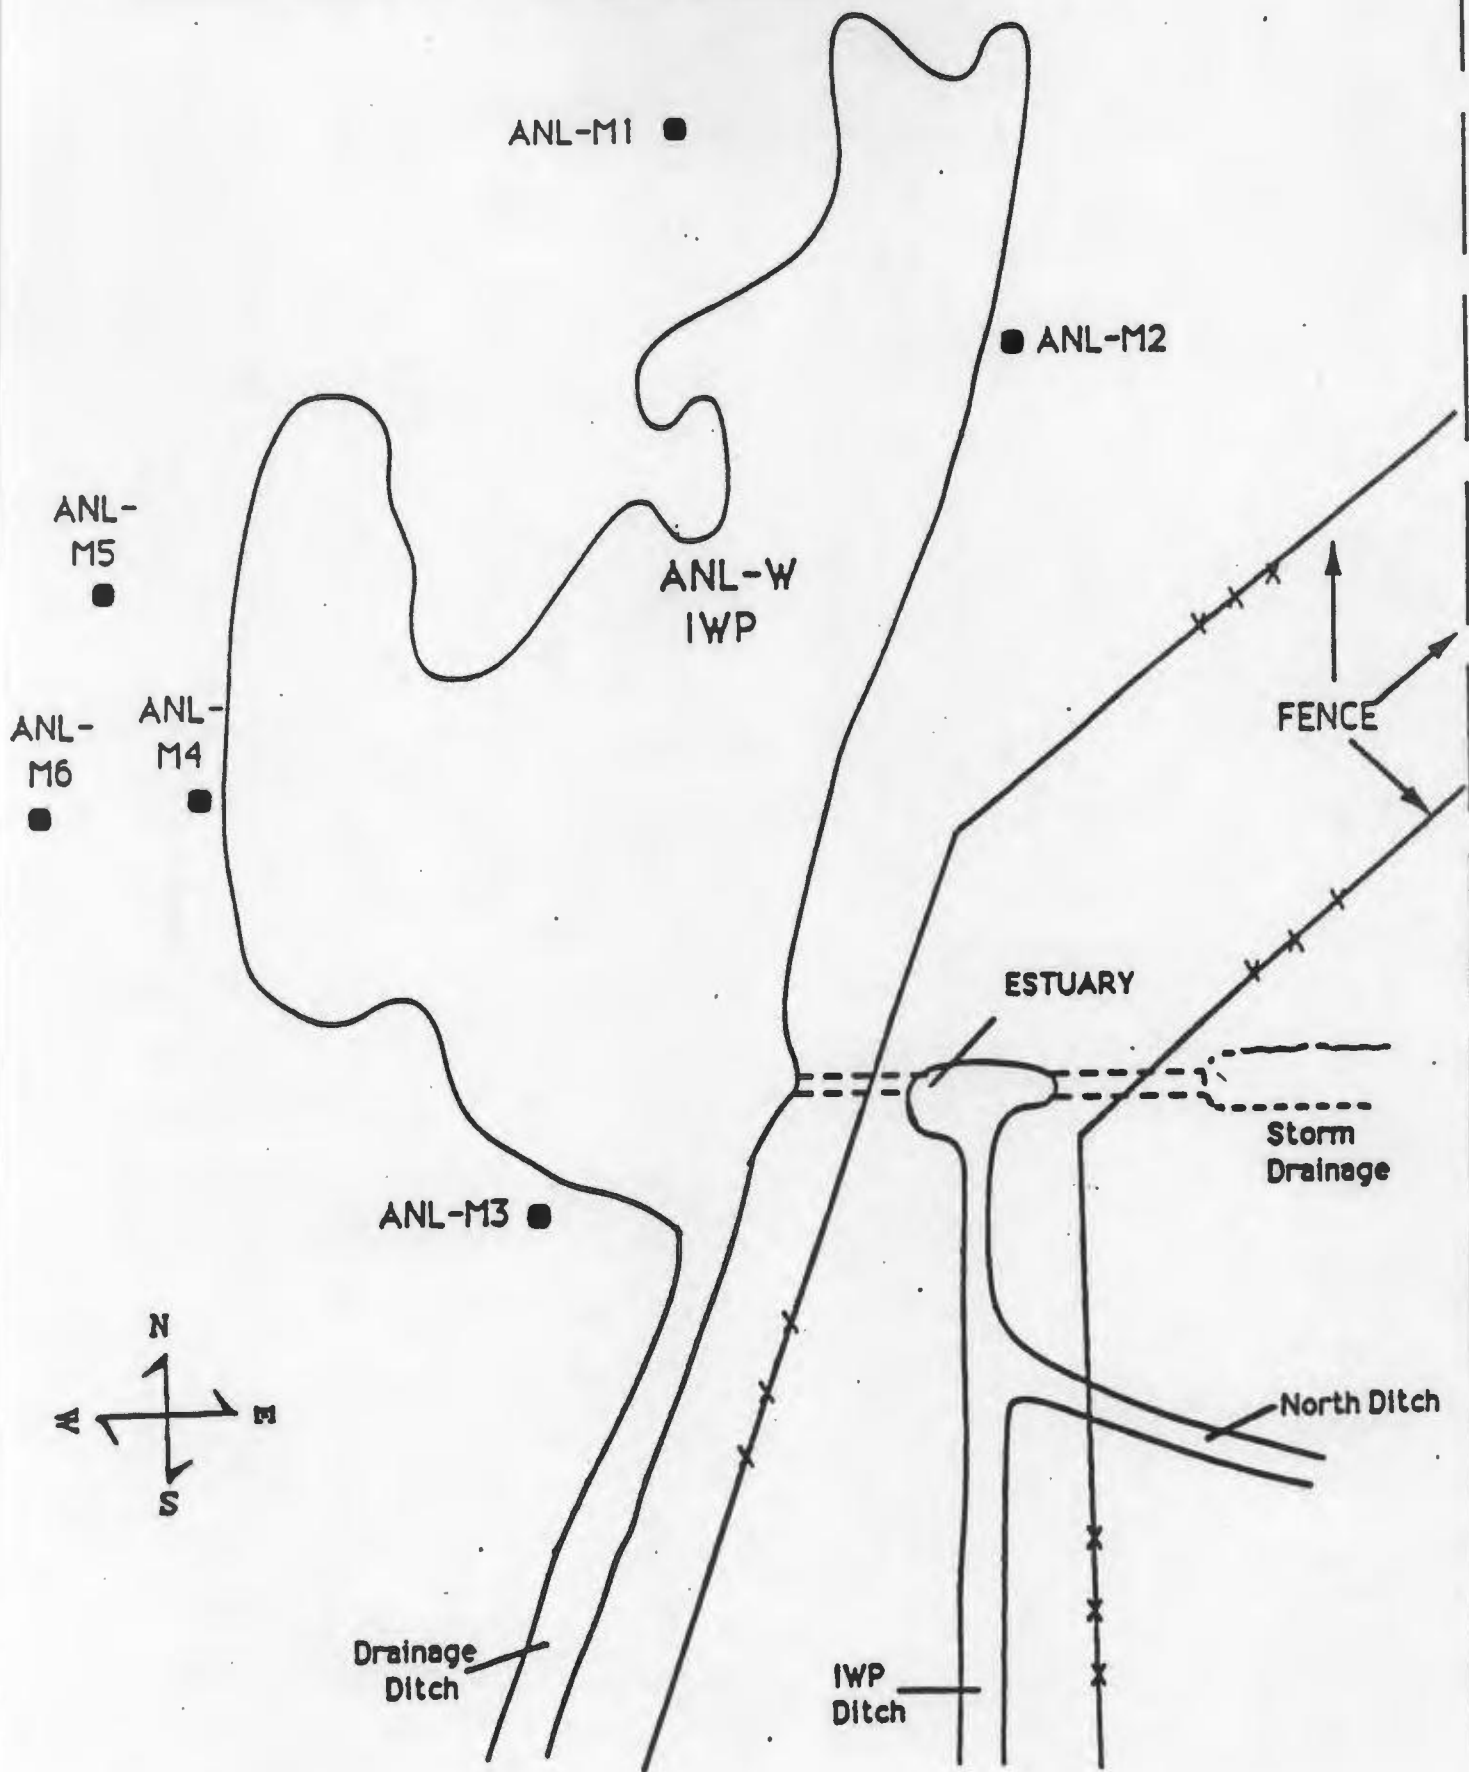 ANL-M1
ANL-M2
ANL-
M5
ANL-W
IWP
ANL-
M4
ANL-
M6
FENCE
ESTUARY
Storm
Drainage
ANL-M3
N
W
E
S
North Ditch
Drainage
Ditch
IWP
Ditch